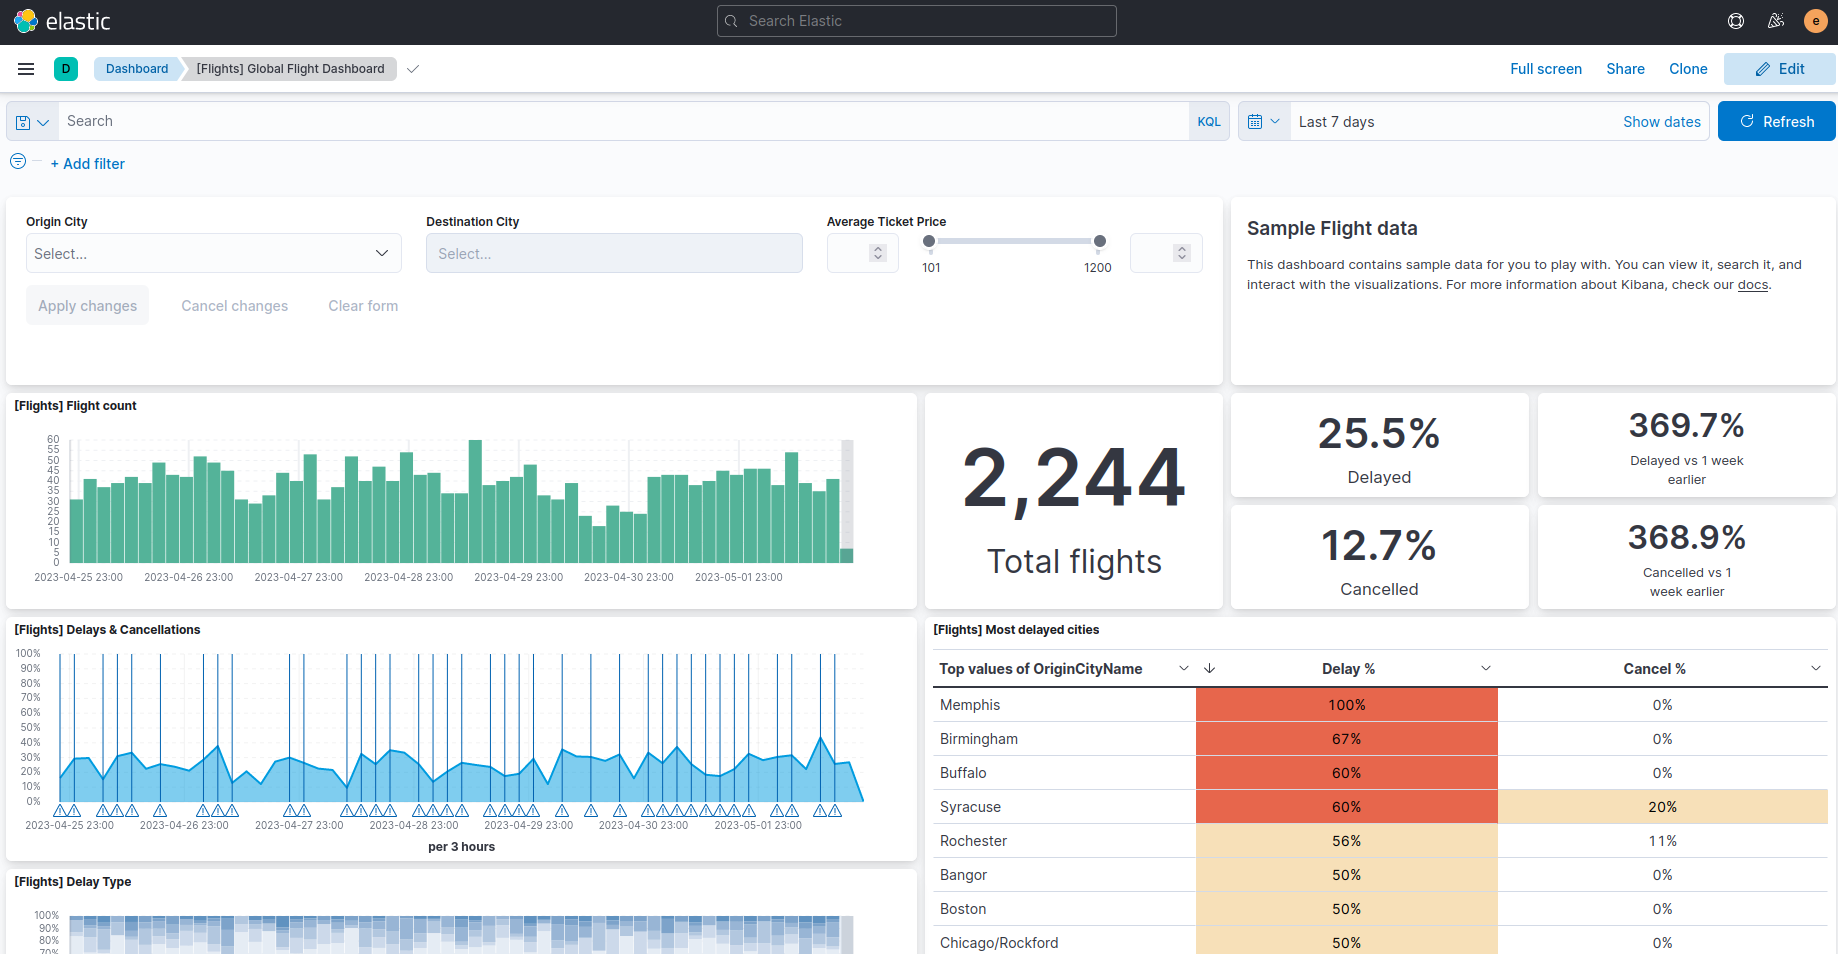 elastic
Search Elastic
e
D
Dashboard
[Flights] Global Flight Dashboard
Full screen
Share
Clone
Edit
Search
KQL
Last 7 days
Show dates
Refresh
+ Add filter
Origin City
Select...
Destination City
Select...
Average Ticket Price
101
1200
Apply changes
Cancel changes
Clear form
Sample Flight data
This dashboard contains sample data for you to play with. You can view it, search it, and
interact with the visualizations. For more information about Kibana, check our docs.
[Flights] Flight count
60
55
50
45
40
35
30
25
20
15
10
5
0
2023-04-25 23:00
2023-04-26 23:00
2023-04-27 23:00
2023-04-28 23:00
2023-04-29 23:00
2023-04-30 23:00
2023-05-01 23:00
2,244
Total flights
25.5%
Delayed
369.7%
Delayed vs 1 week
earlier
12.7%
Cancelled
368.9%
Cancelled vs 1
week earlier
[Flights] Delays & Cancellations
100%
90%
80%
70%
60%
50%
40%
30%
20%
10%
0%
2023-04-25 23:00
2023-04-26 23:00
2023-04-27 23:00
2023-04-28 23:00
2023-04-29 23:00
2023-04-30 23:00
2023-05-01 23:00
per 3 hours
[Flights] Most delayed cities
Top values of OriginCityName
Delay %
Cancel %
Memphis 100% 0%
Birmingham 67% 0%
Buffalo 60% 0%
Syracuse 60% 20%
Rochester 56% 11%
Bangor 50% 0%
Boston 50% 0%
Chicago/Rockford 50% 0%
[Flights] Delay Type
100%
90%
80%
70%